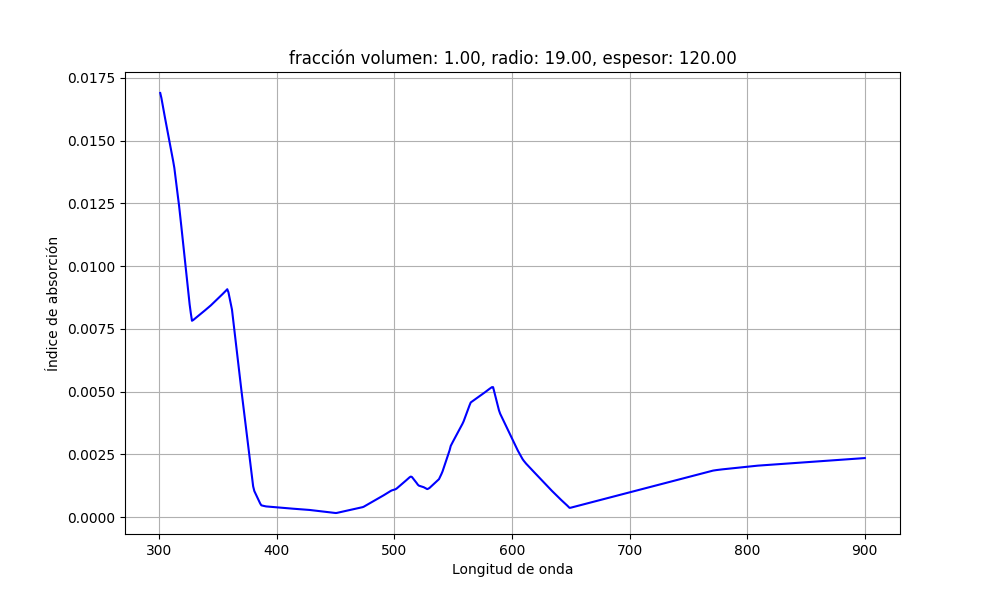 fracción volumen: 1.00, radio: 19.00, espesor: 120.00
0.0175
0.0150
0.0125
0.0100
0.0075
0.0050
0.0025
0.0000
Índice de absorción
300 400 500 600 700 800 900
Longitud de onda